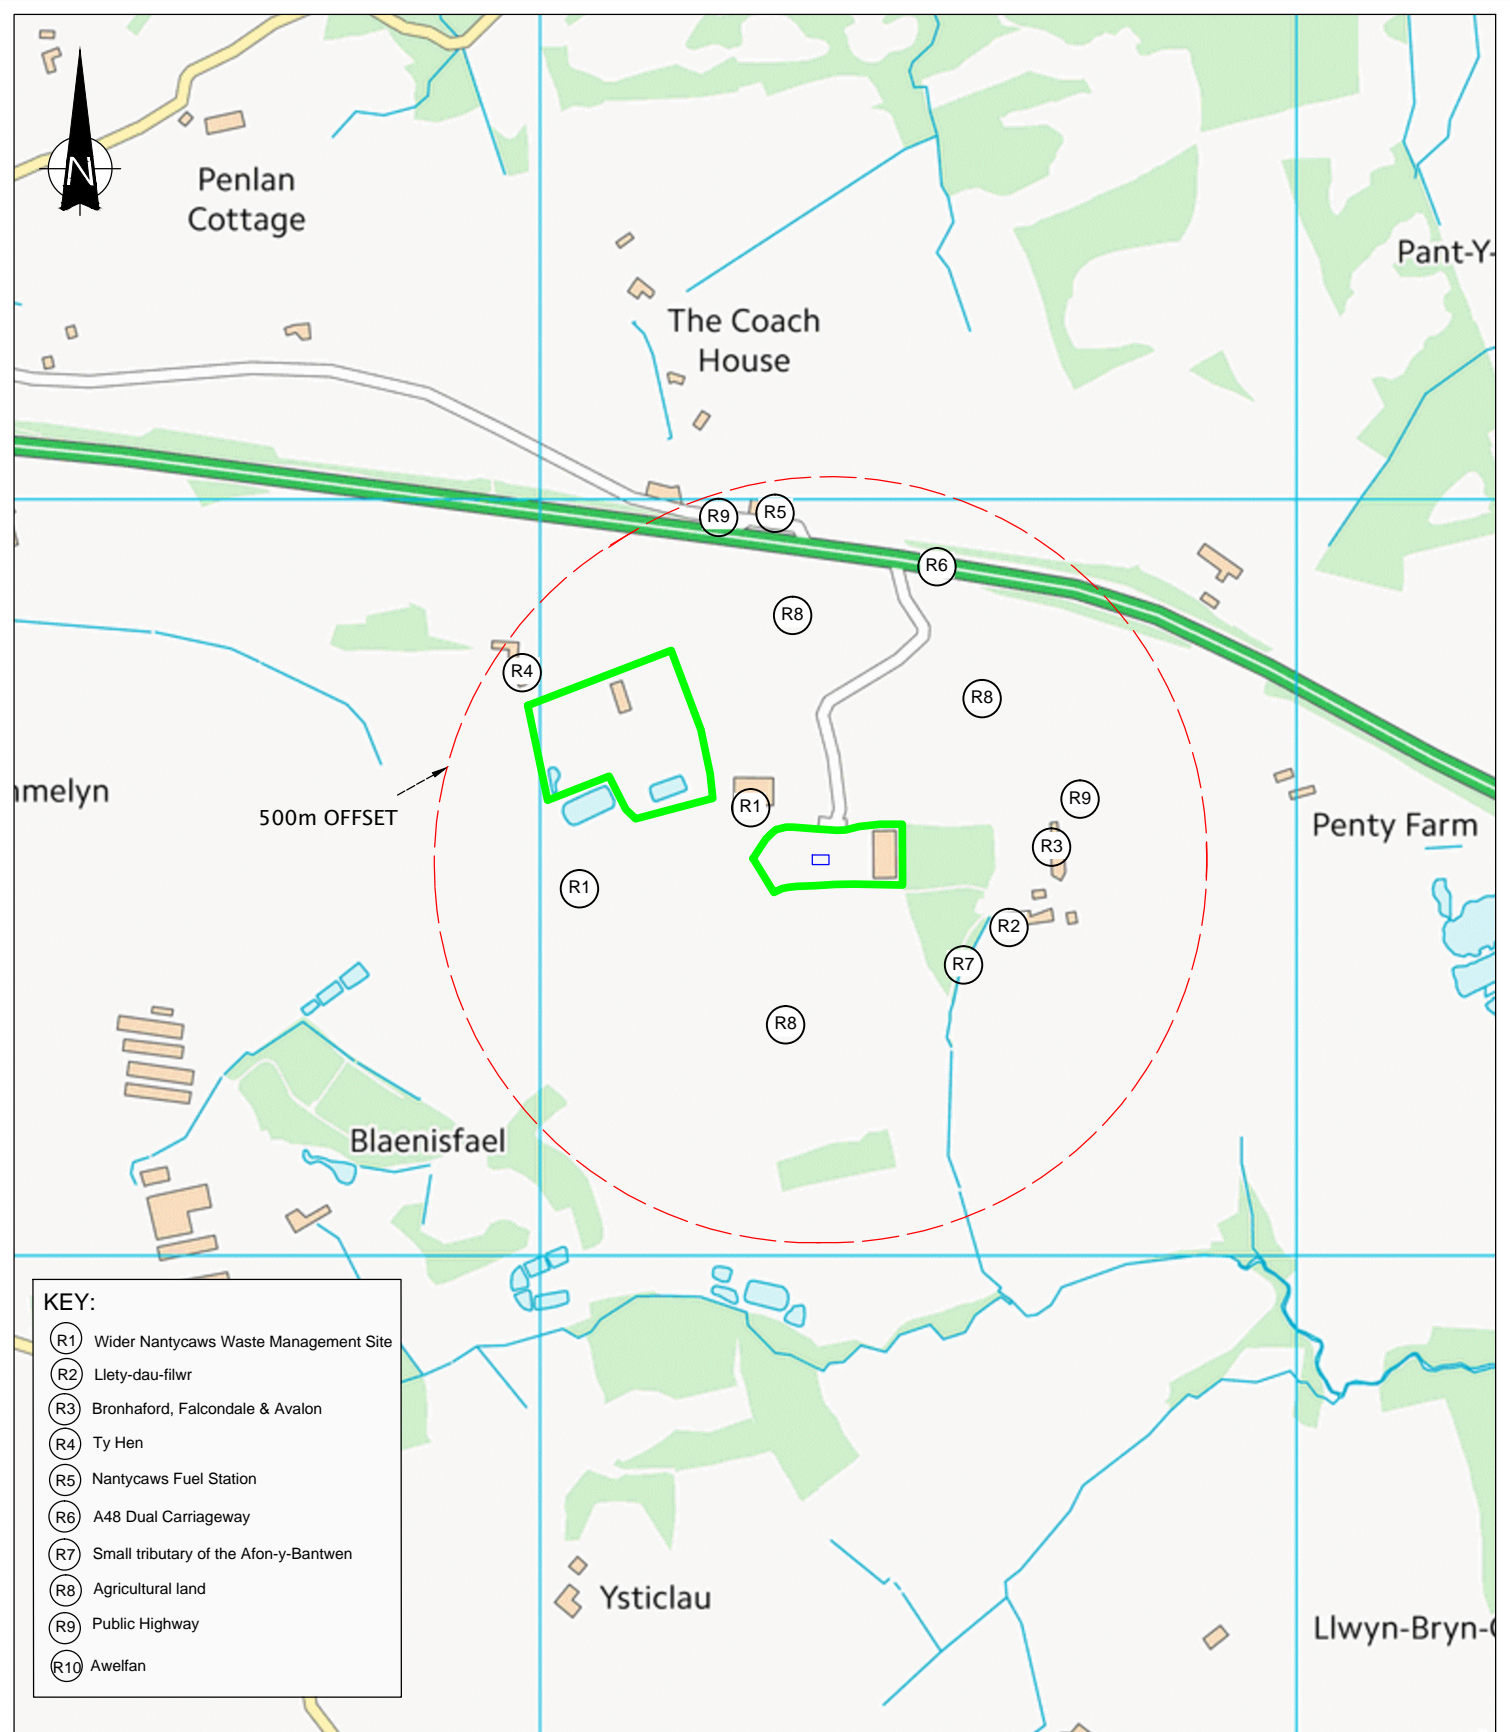 N
Penlan
Cottage
Pant-Y-
The Coach
House
R9
R5
R6
R8
R4
R8
500m OFFSET
nmelyn
R1
R9
Penty Farm
R3
R1
R2
R7
R8
Blaenisfael
KEY:
R1 Wider Nantycaws Waste Management Site
R2 Llety-dau-filwr
R3 Bronhaford, Falcondale & Avalon
R4 Ty Hen
R5 Nantycaws Fuel Station
R6 A48 Dual Carriageway
R7 Small tributary of the Afon-y-Bantwen
R8 Agricultural land
R9 Public Highway
R10 Awelfan
Ysticlau
Llwyn-Bryn-